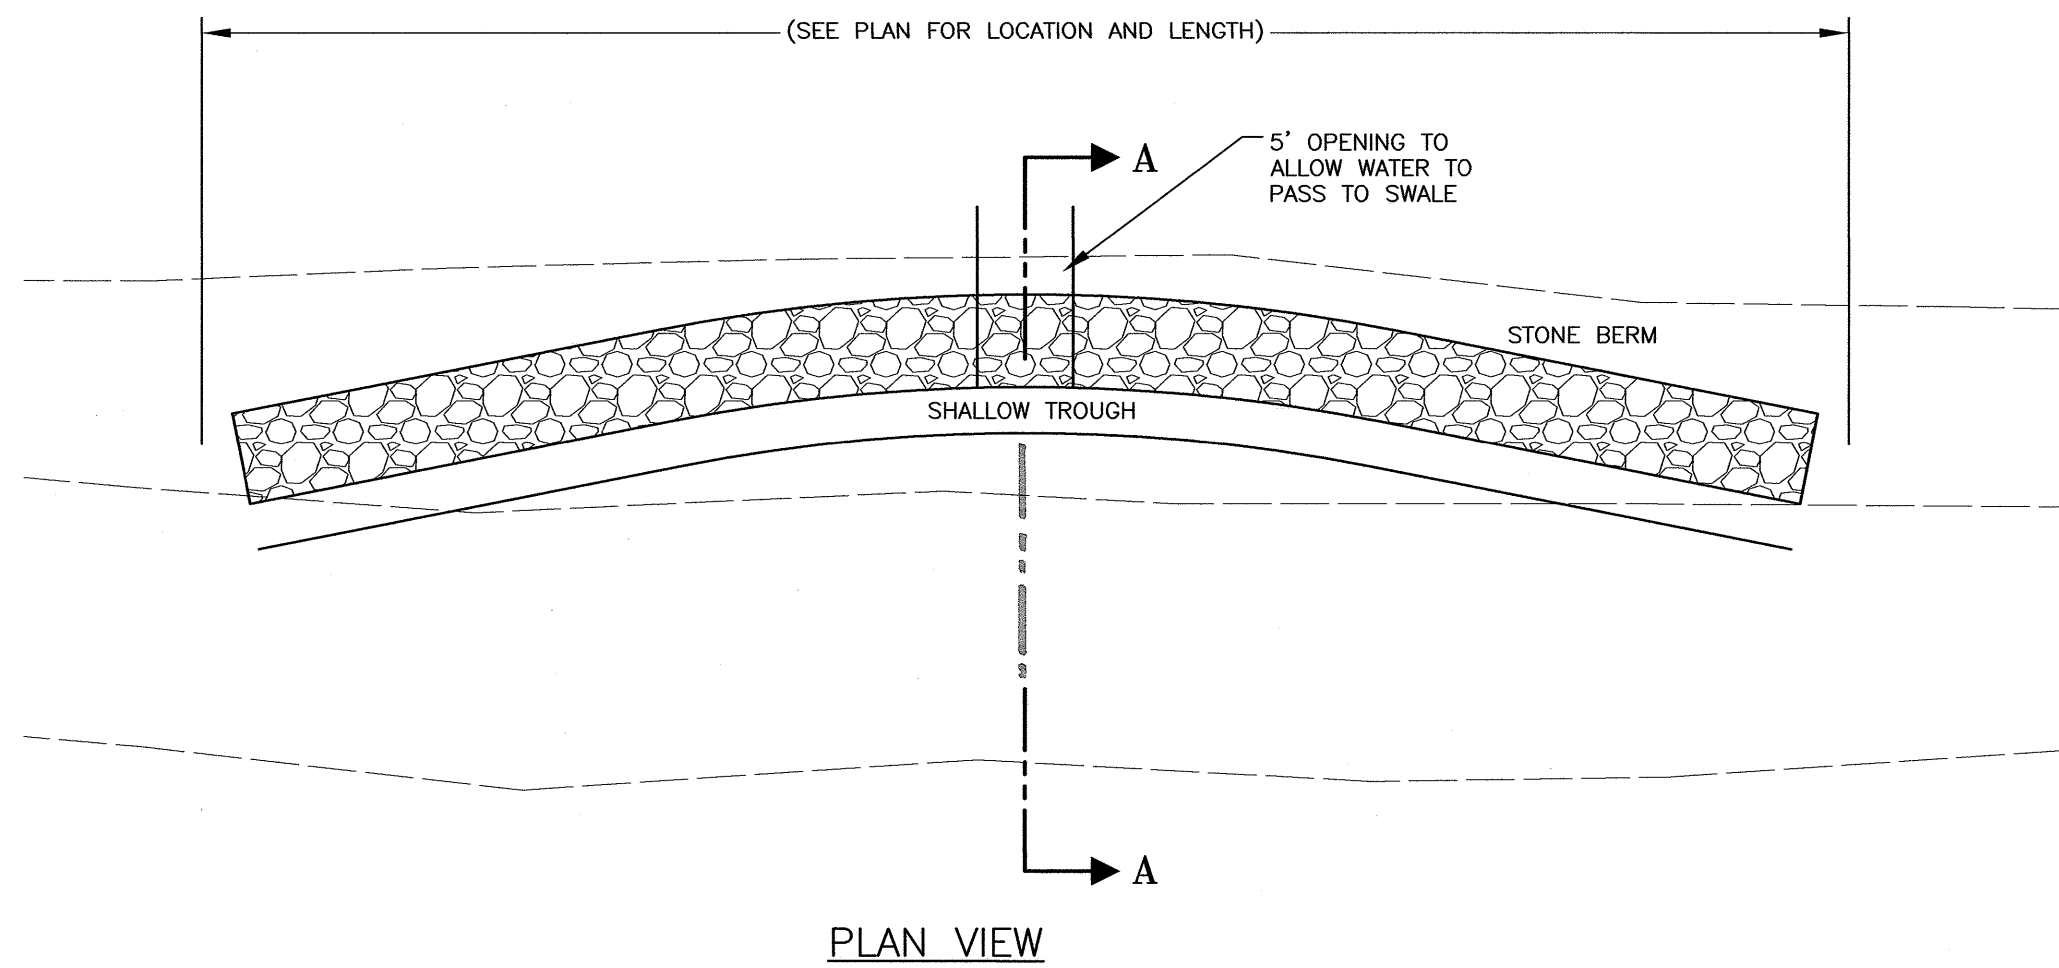 (SEE PLAN FOR LOCATION AND LENGTH)
5' OPENING TO
ALLOW WATER TO
PASS TO SWALE
A
STONE BERM
SHALLOW TROUGH
A
PLAN VIEW